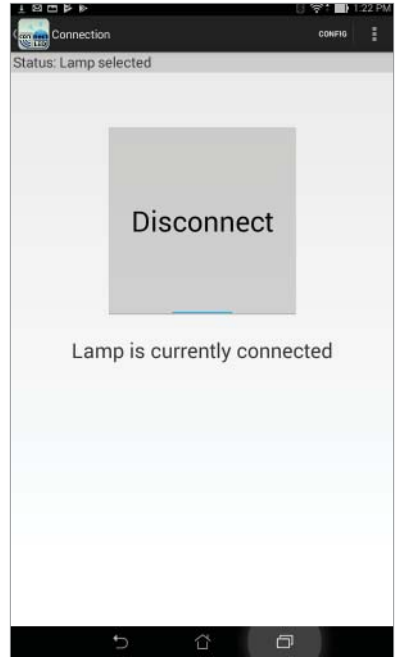 1:22 PM
Connection
CONFIG
Status: Lamp selected
Disconnect
Lamp is currently connected